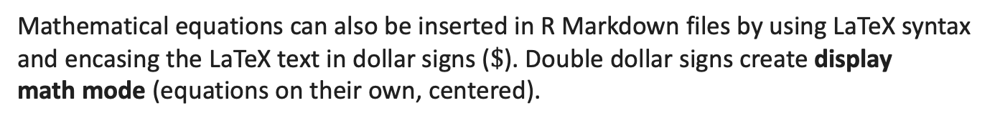 Mathematical equations can also be inserted in R Markdown files by using LaTeX syntax
and encasing the LaTeX text in dollar signs ($). Double dollar signs create display
math mode (equations on their own, centered).